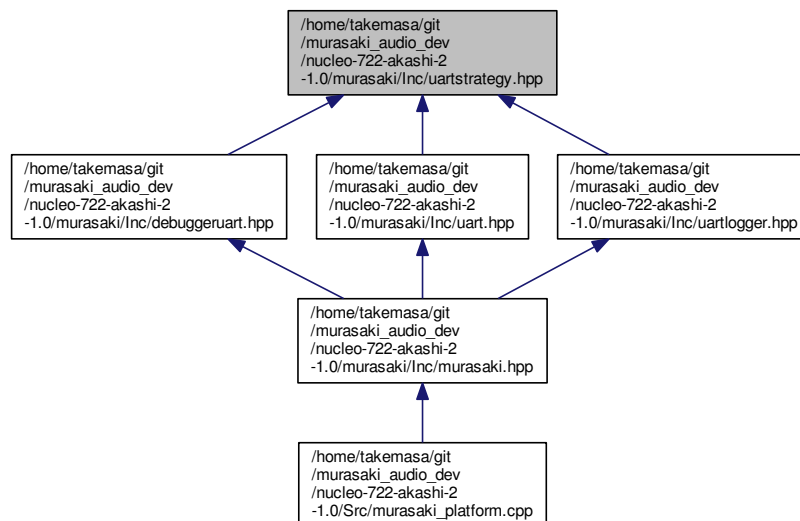 /home/takemasa/git
/murasaki_audio_dev
/nucleo-722-akashi-2
-1.0/murasaki/Inc/uartstrategy.hpp
/home/takemasa/git
/murasaki_audio_dev
/nucleo-722-akashi-2
-1.0/murasaki/Inc/debuggeruart.hpp
/home/takemasa/git
/murasaki_audio_dev
/nucleo-722-akashi-2
-1.0/murasaki/Inc/uart.hpp
/home/takemasa/git
/murasaki_audio_dev
/nucleo-722-akashi-2
-1.0/murasaki/Inc/uartlogger.hpp
/home/takemasa/git
/murasaki_audio_dev
/nucleo-722-akashi-2
-1.0/murasaki/Inc/murasaki.hpp
/home/takemasa/git
/murasaki_audio_dev
/nucleo-722-akashi-2
-1.0/Src/murasaki_platform.cpp